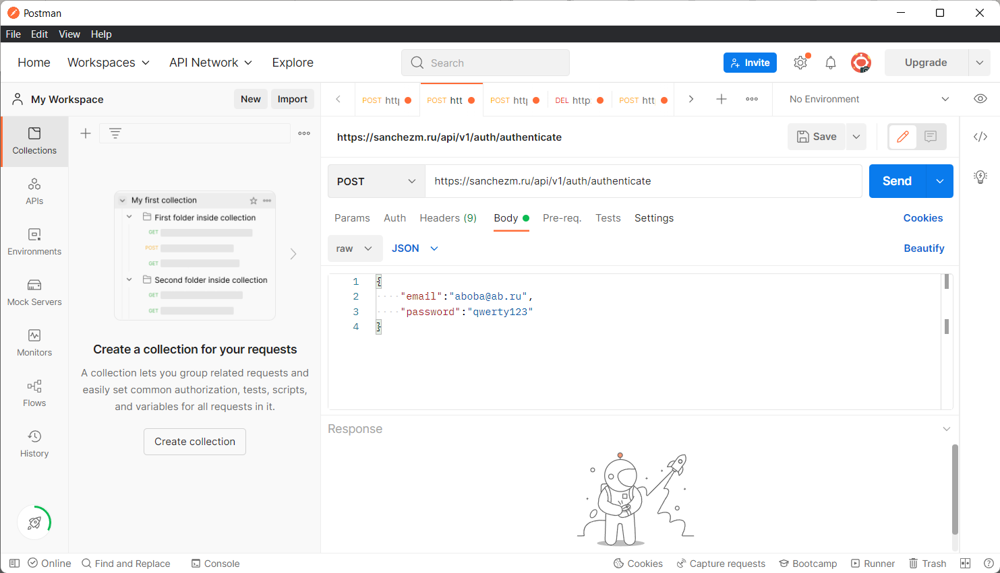 Postman
File Edit View Help
Home Workspaces API Network Explore Search Invite Upgrade
My Workspace New Import
POST http POST htt POST http DEL http POST htt No Environment
Collections
APIs
Environments
Mock Servers
Monitors
Flows
History
My first collection
First folder inside collection
GET
POST
GET
Second folder inside collection
GET
GET
Create a collection for your requests
A collection lets you group related requests and
easily set common authorization, tests, scripts,
and variables for all requests in it.
Create collection
https://sanchezm.ru/api/v1/auth/authenticate Save
POST https://sanchezm.ru/api/v1/auth/authenticate Send
Params Auth Headers (9) Body Pre-req. Tests Settings Cookies
raw JSON Beautify
1 {
2 "email":"aboba@ab.ru",
3 "password":"qwerty123"
4 }
Response
Online Find and Replace Console Cookies Capture requests Bootcamp Runner Trash